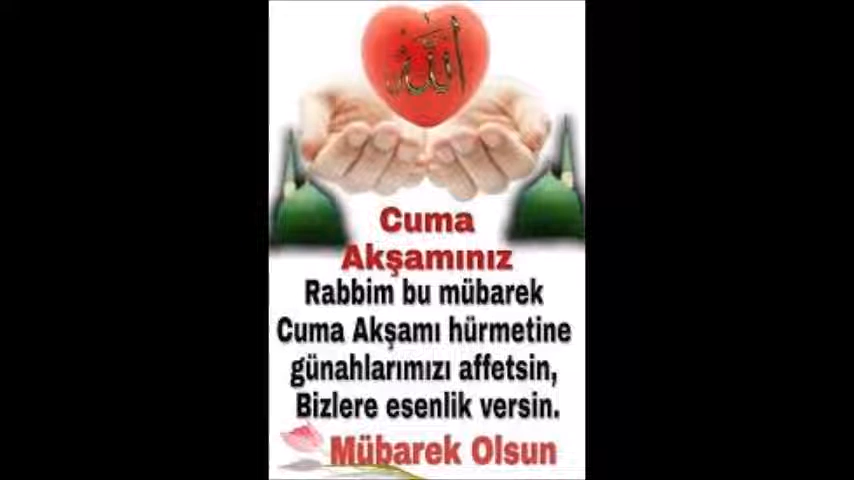 الله
Cuma
Akşamınız
Rabbim bu mübarek
Cuma Akşamı hürmetine
günahlarımızı affetsin,
Bizlere esenlik versin.
Mübarek Olsun